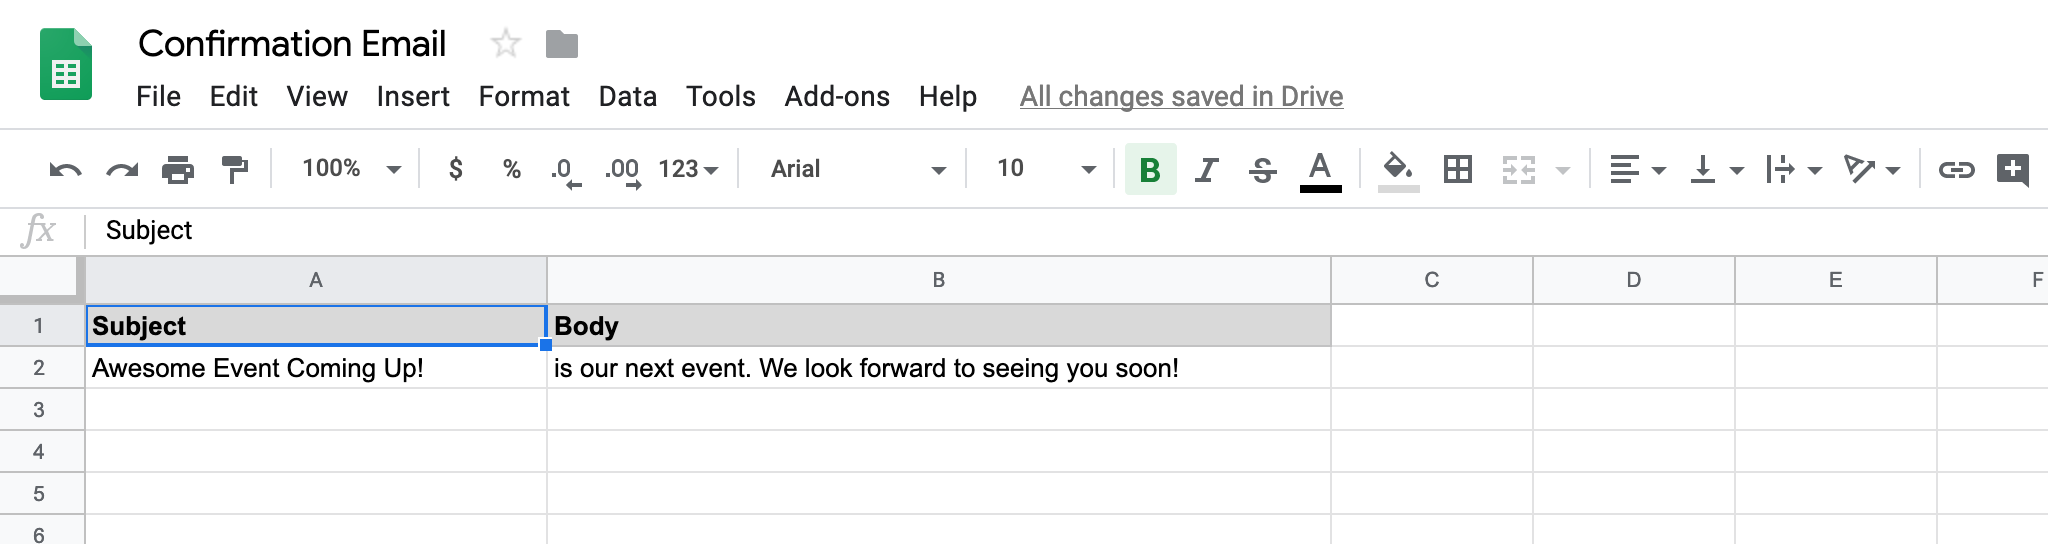 Confirmation Email
File Edit View Insert Format Data Tools Add-ons Help All changes saved in Drive
100% $ % .0 .00 123 Arial 10 B I S A
fx Subject
A B C D E F
1 Subject Body
2 Awesome Event Coming Up! is our next event. We look forward to seeing you soon!
3
4
5
6